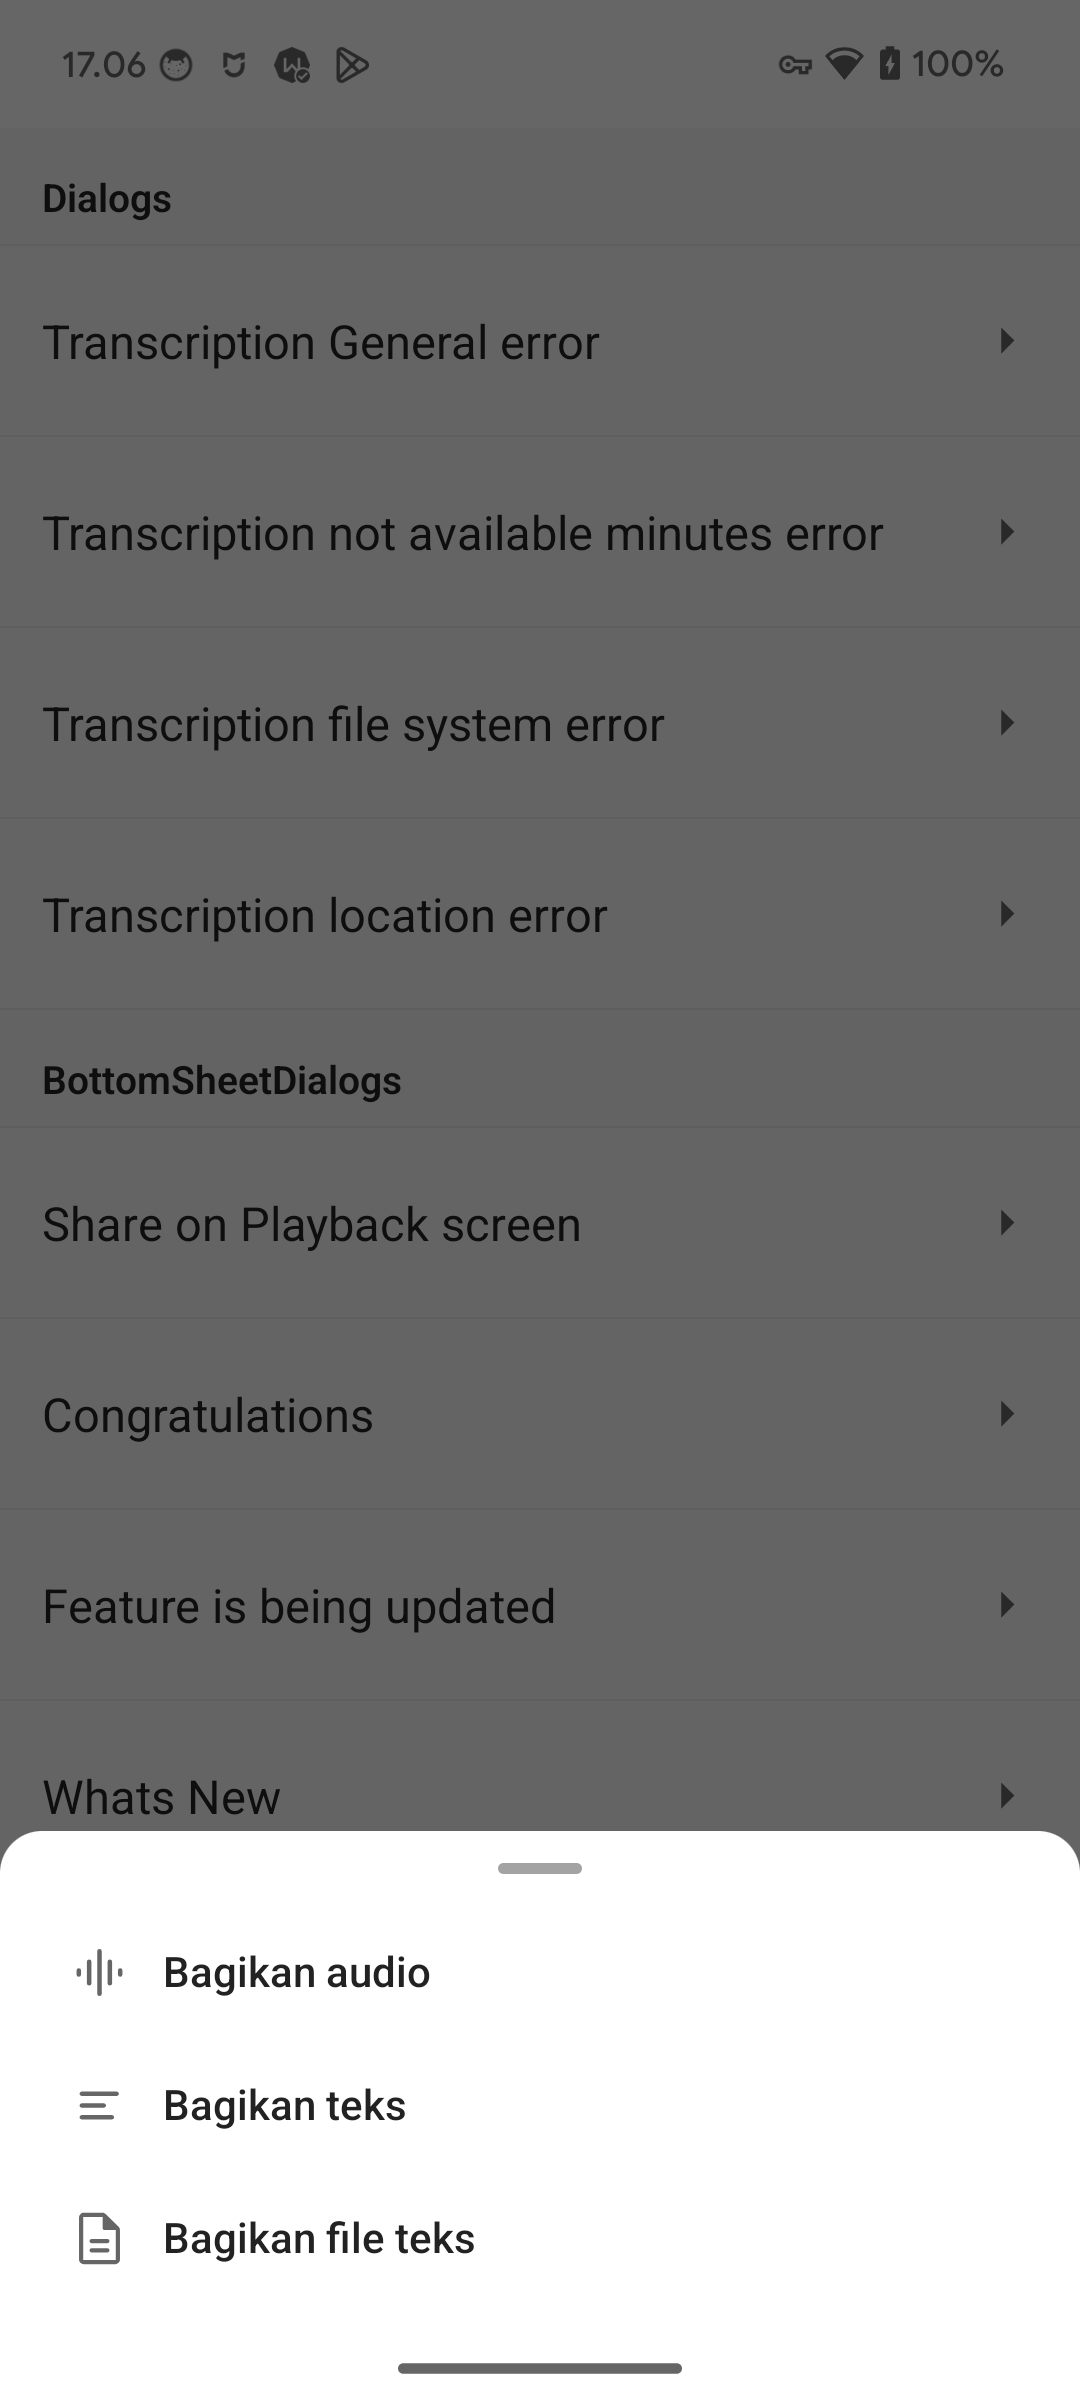 17.06
100%
Dialogs
Transcription General error
Transcription not available minutes error
Transcription file system error
Transcription location error
BottomSheetDialogs
Share on Playback screen
Congratulations
Feature is being updated
Whats New
Bagikan audio
Bagikan teks
Bagikan file teks